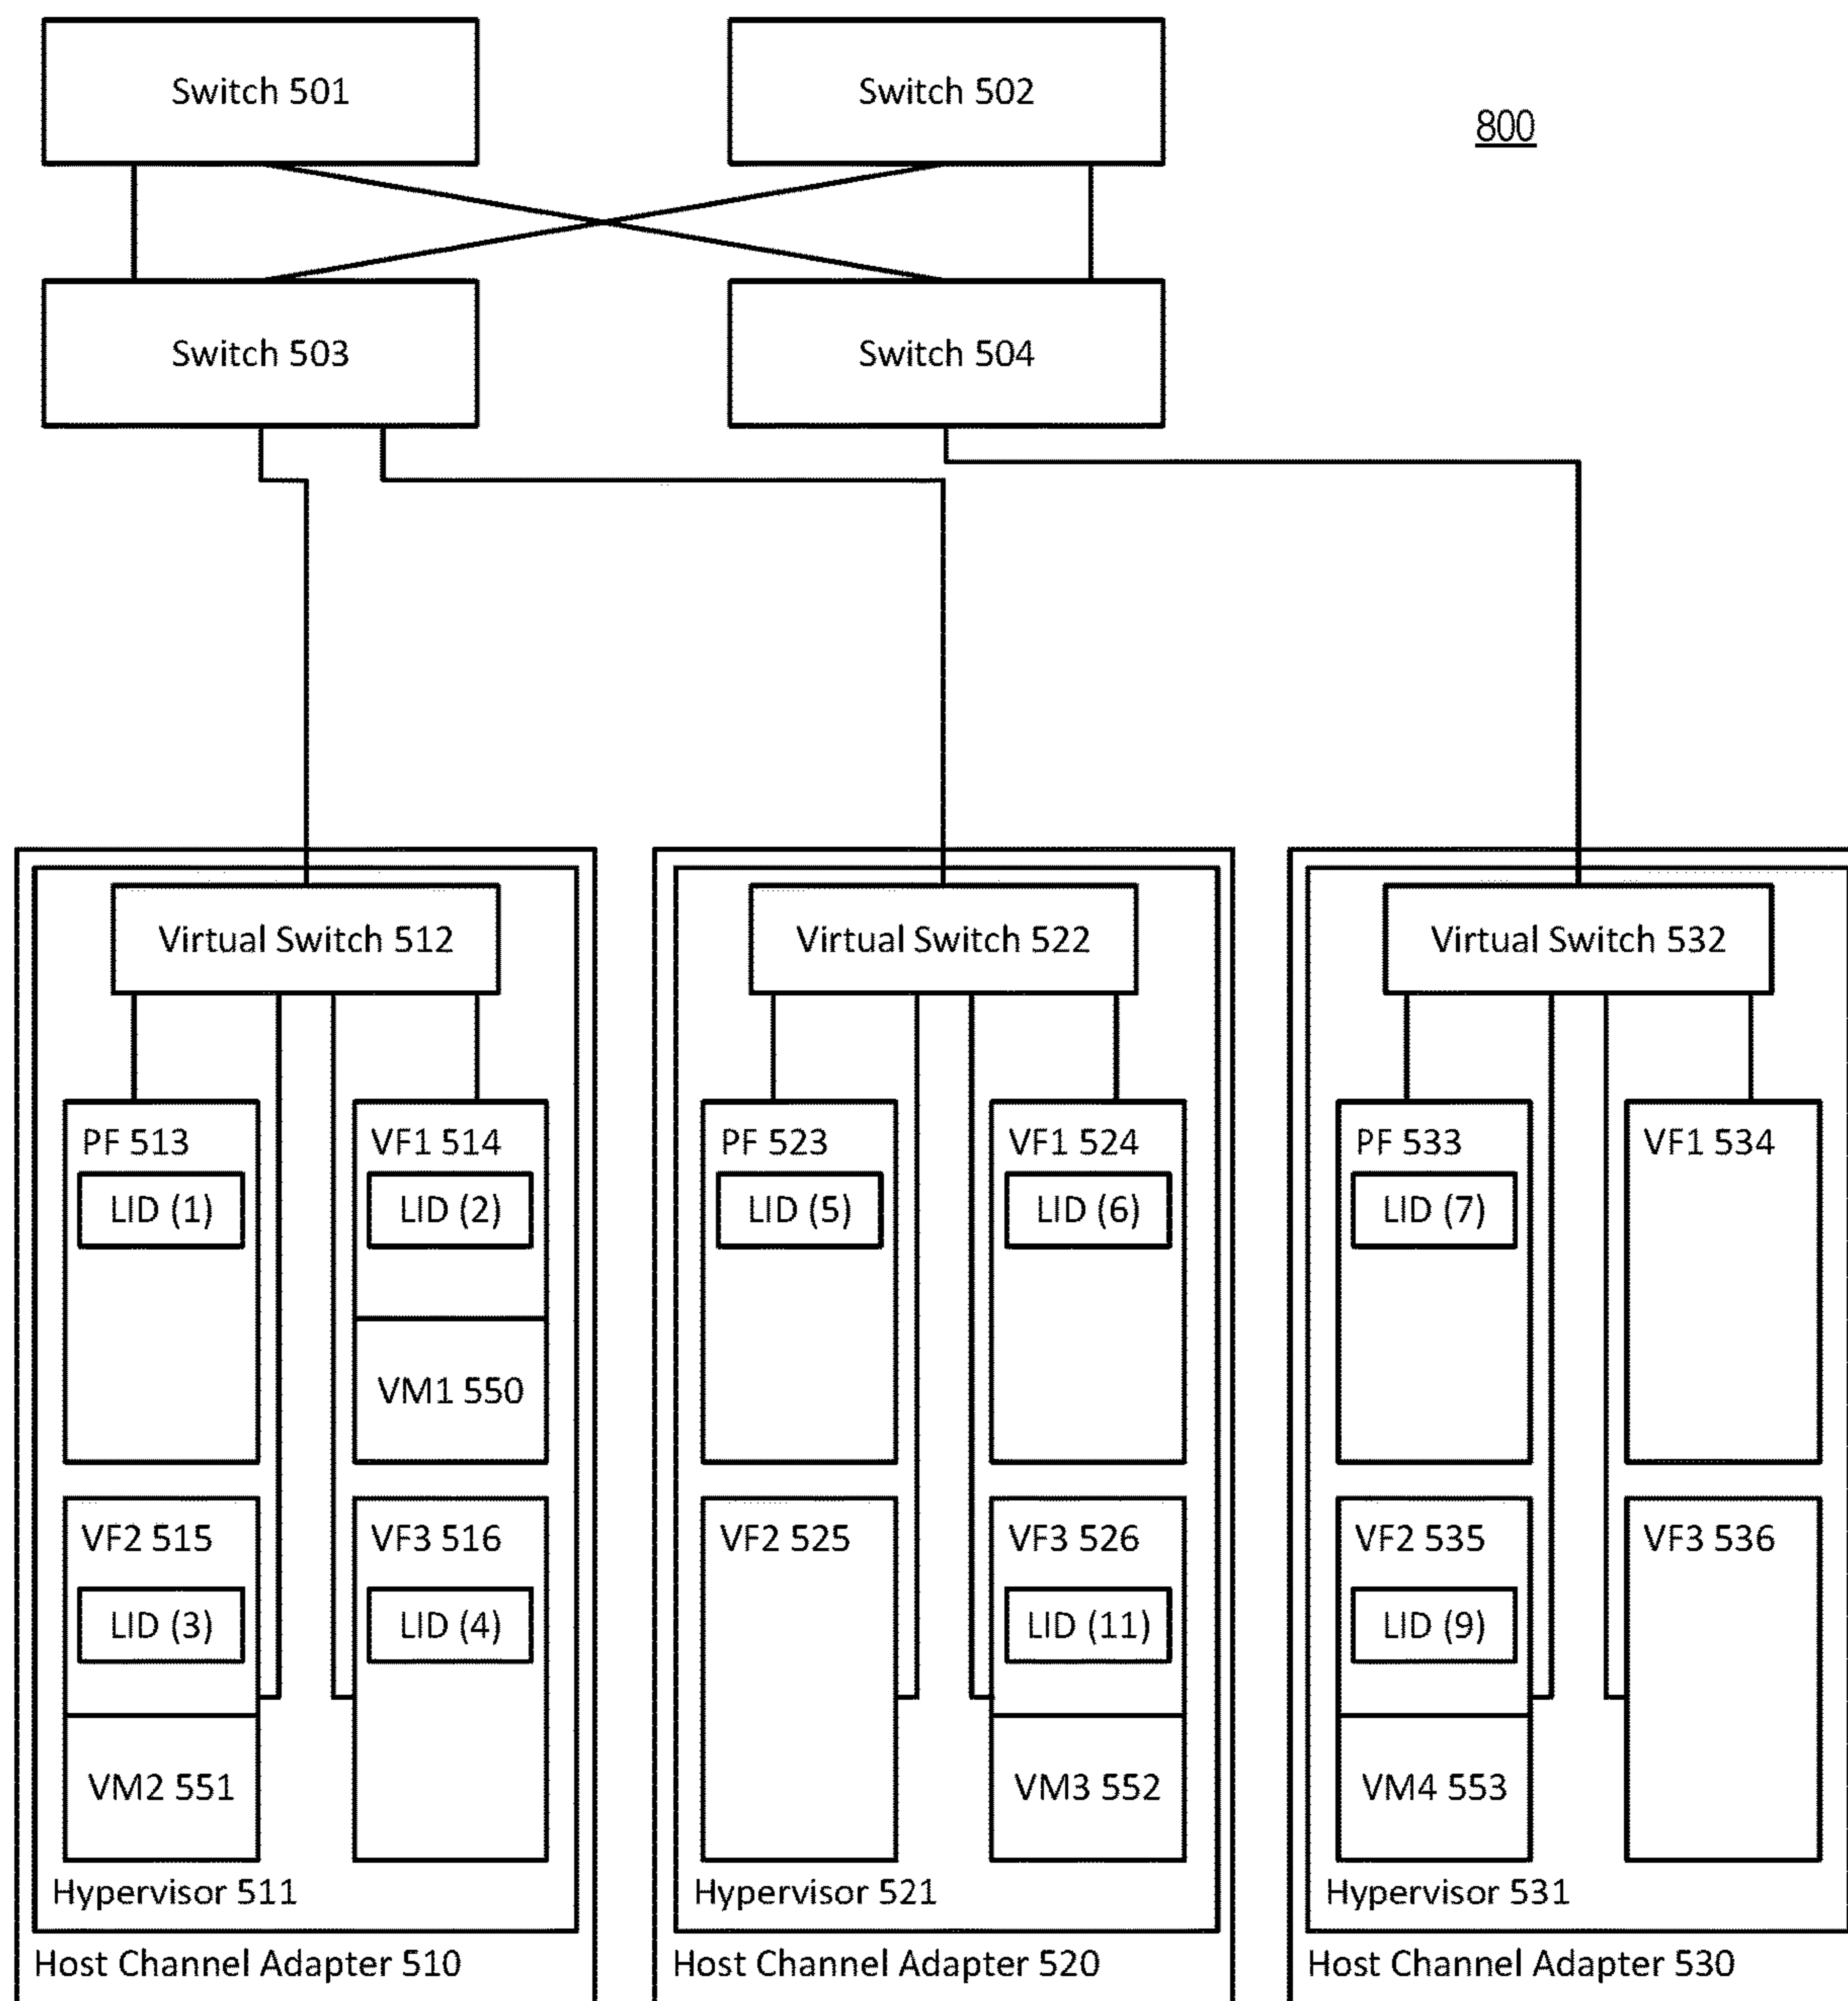 Switch 501
Switch 502
800
Switch 503
Switch 504
Virtual Switch 512
Virtual Switch 522
Virtual Switch 532
PF 513
LID (1)
VF1 514
LID (2)
VM1 550
VF2 515
LID (3)
VM2 551
VF3 516
LID (4)
Hypervisor 511
Host Channel Adapter 510
PF 523
LID (5)
VF1 524
LID (6)
VF2 525
VF3 526
LID (11)
VM3 552
Hypervisor 521
Host Channel Adapter 520
PF 533
LID (7)
VF1 534
VF2 535
LID (9)
VM4 553
VF3 536
Hypervisor 531
Host Channel Adapter 530